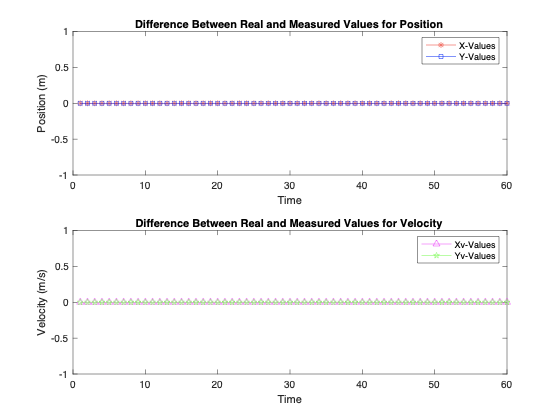 Difference Between Real and Measured Values for Position
1
0.5
0
-0.5
-1
Position (m)
X-Values
Y-Values
0 10 20 30 40 50 60
Time
Difference Between Real and Measured Values for Velocity
1
0.5
0
-0.5
-1
Velocity (m/s)
Xv-Values
Yv-Values
0 10 20 30 40 50 60
Time